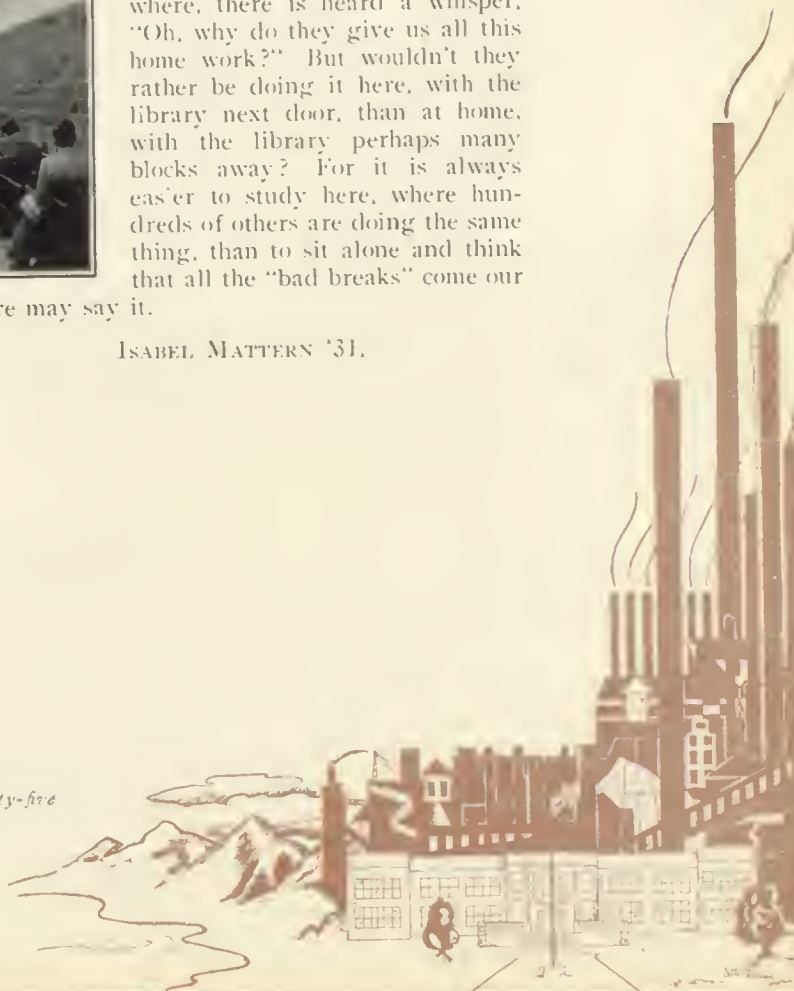 where, there is heard a whisper,
"Oh, why do they give us all this
home work?" But wouldn't they
rather be doing it here, with the
library next door, than at home,
with the library perhaps many
blocks away? For it is always
eas'er to study here, where hun-
dreds of others are doing the same
thing, than to sit alone and think
that all the "bad breaks" come our
re may say it.
ISABEL MATTERN '31.
ty-five